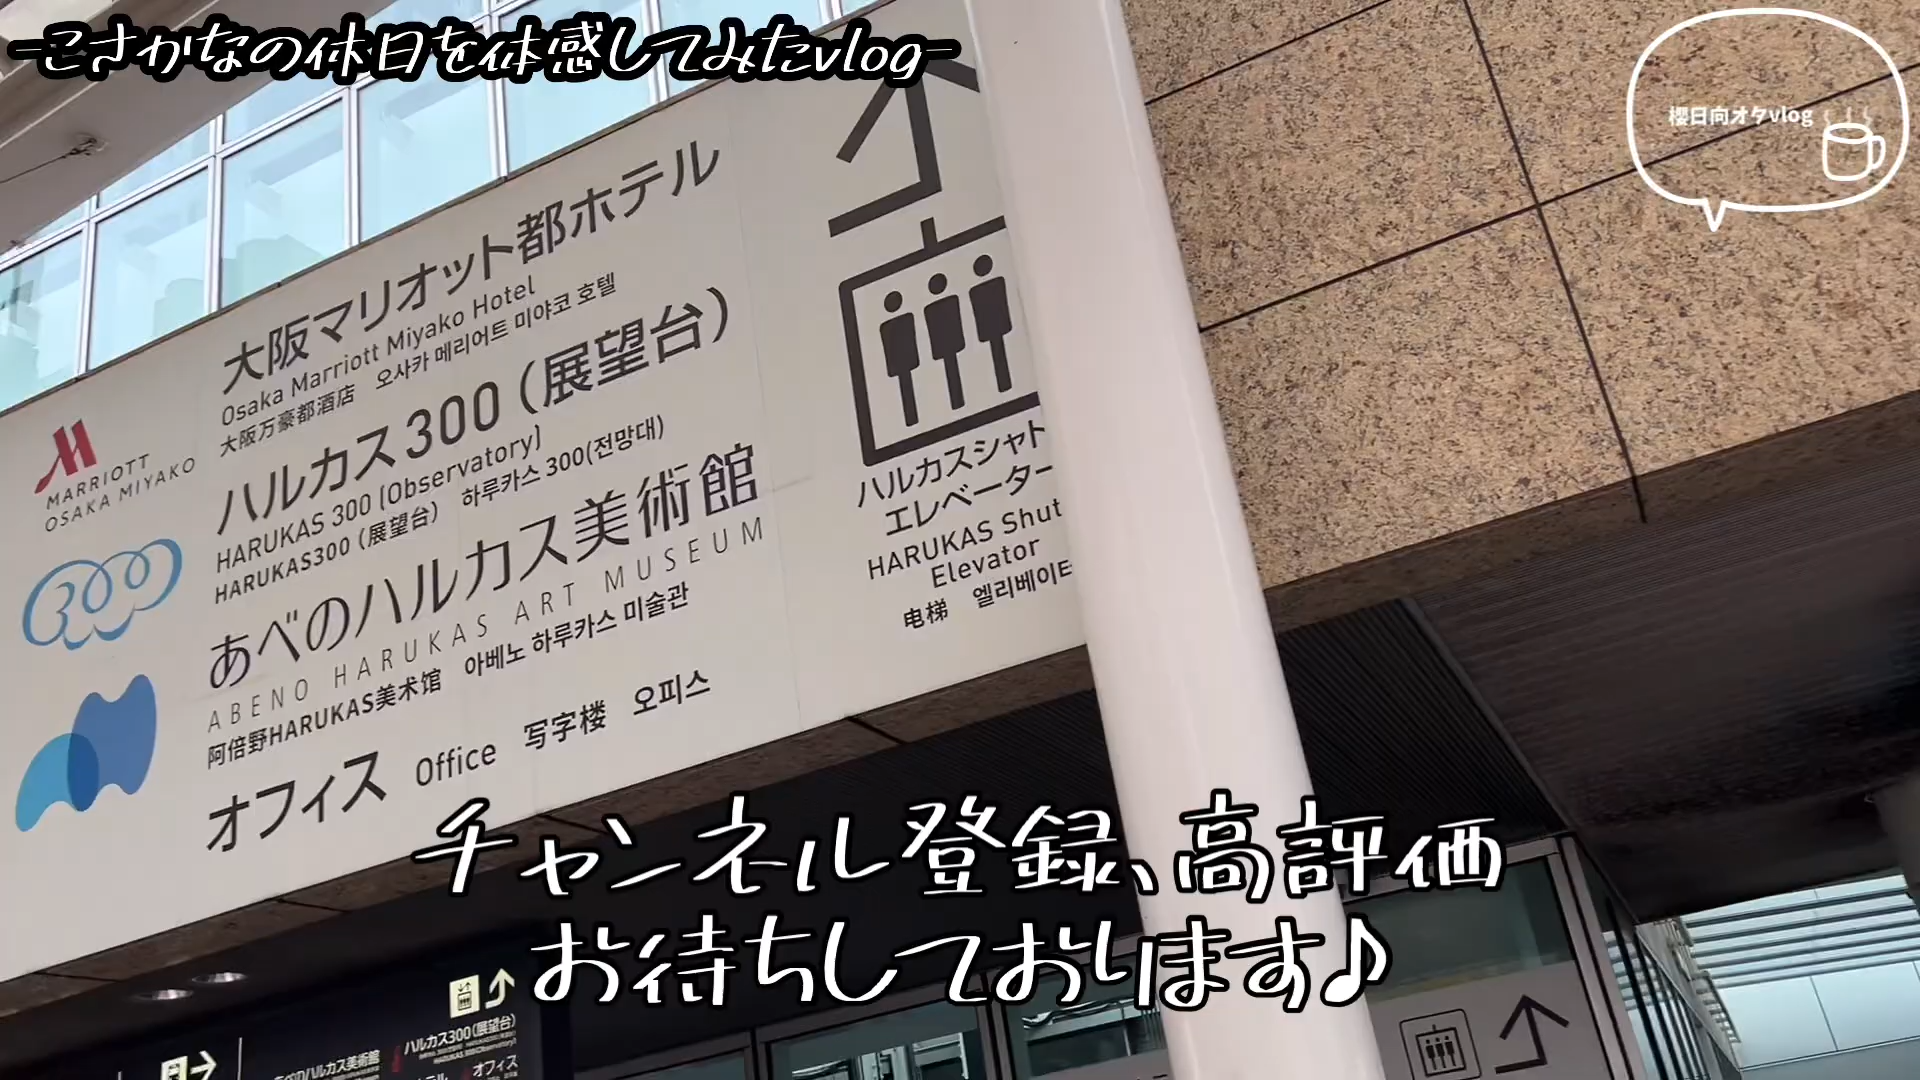 -こさかなの休日を体感してみたvlog-
櫻日向オタvlog
大阪マリオット都ホテル
Osaka Marriott Miyako Hotel
大阪万豪都酒店 오사카 메리어트 미야코 호텔
MARRIOTT
OSAKA MIYAKO
ハルカス300(展望台)
HARUKAS 300 (Observatory)
HARUKAS300(展望台) 하루카스 300(전망대)
300
あべのハルカス美術館
ABENO HARUKAS ART MUSEUM
阿倍野HARUKAS美术馆 아베노 하루카스 미술관
オフィス Office 写字楼 오피스
ハルカスシャト
エレベーター
HARUKAS Shut
Elevator
电梯 엘리베이터
チャンネル登録、高評価
お待ちしております♪
ハルカス300(展望台)
HARUKAS 300 (Observatory)
ハルカス美術館
オフィス